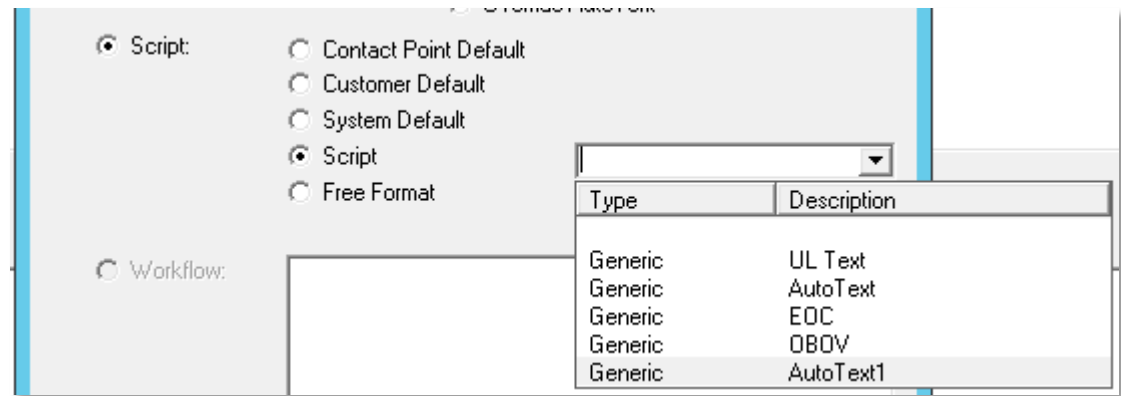 Script:
Contact Point Default
Customer Default
System Default
Script
Free Format
Type Description
Generic UL Text
Generic AutoText
Generic EOC
Generic OBOV
Generic AutoText1
Workflow: